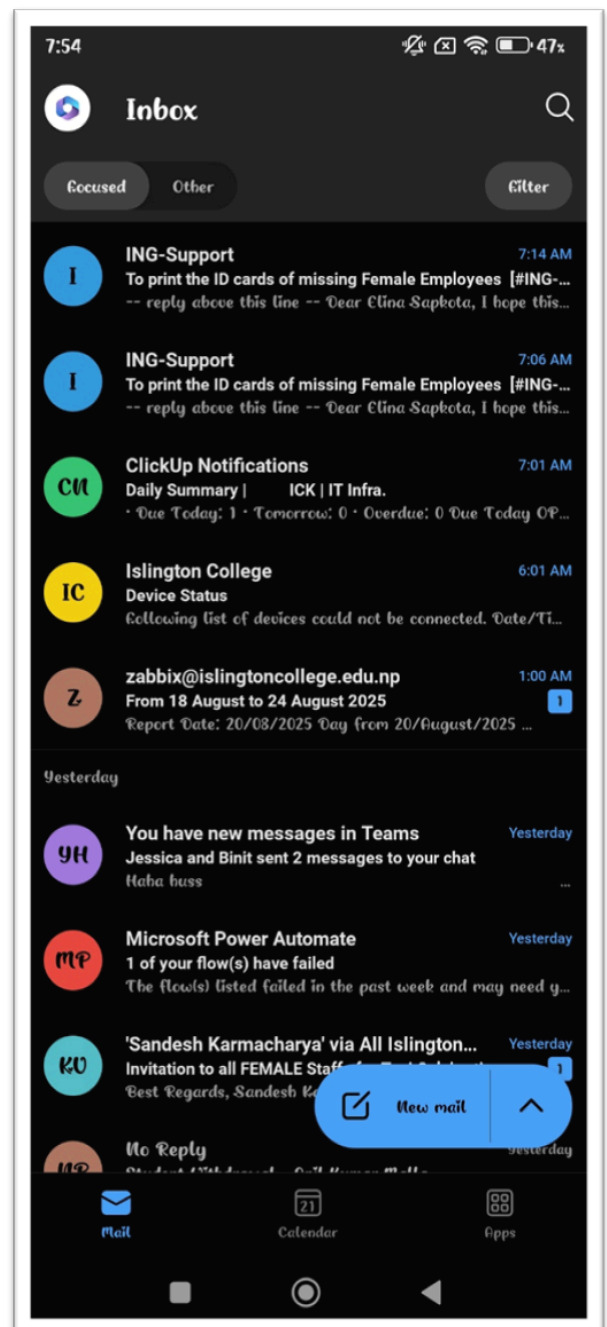 7:54
47%
Inbox
Focused
Other
Filter
I
ING-Support
7:14 AM
To print the ID cards of missing Female Employees [#ING-...
-- reply above this line -- Dear Elina Sapkota, I hope this...
I
ING-Support
7:06 AM
To print the ID cards of missing Female Employees [#ING-...
-- reply above this line -- Dear Elina Sapkota, I hope this...
CN
ClickUp Notifications
7:01 AM
Daily Summary | ICK | IT Infra.
• Due Today: 1 • Tomorrow: 0 • Overdue: 0 Due Today OP...
IC
Islington College
6:01 AM
Device Status
Following list of devices could not be connected. Date/Ti...
Z
zabbix@islingtoncollege.edu.np
1:00 AM
From 18 August to 24 August 2025
1
Report Date: 20/08/2025 Day from 20/August/2025 ...
Yesterday
YH
You have new messages in Teams
Yesterday
Jessica and Binit sent 2 messages to your chat
Haha buss
...
MP
Microsoft Power Automate
Yesterday
1 of your flow(s) have failed
The flow(s) listed failed in the past week and may need y...
KV
'Sandesh Karmacharya' via All Islington...
Yesterday
Invitation to all FEMALE Staff
1
Best Regards, Sandesh
New mail
NR
No Reply
Yesterday
21
Mail
Calendar
Apps